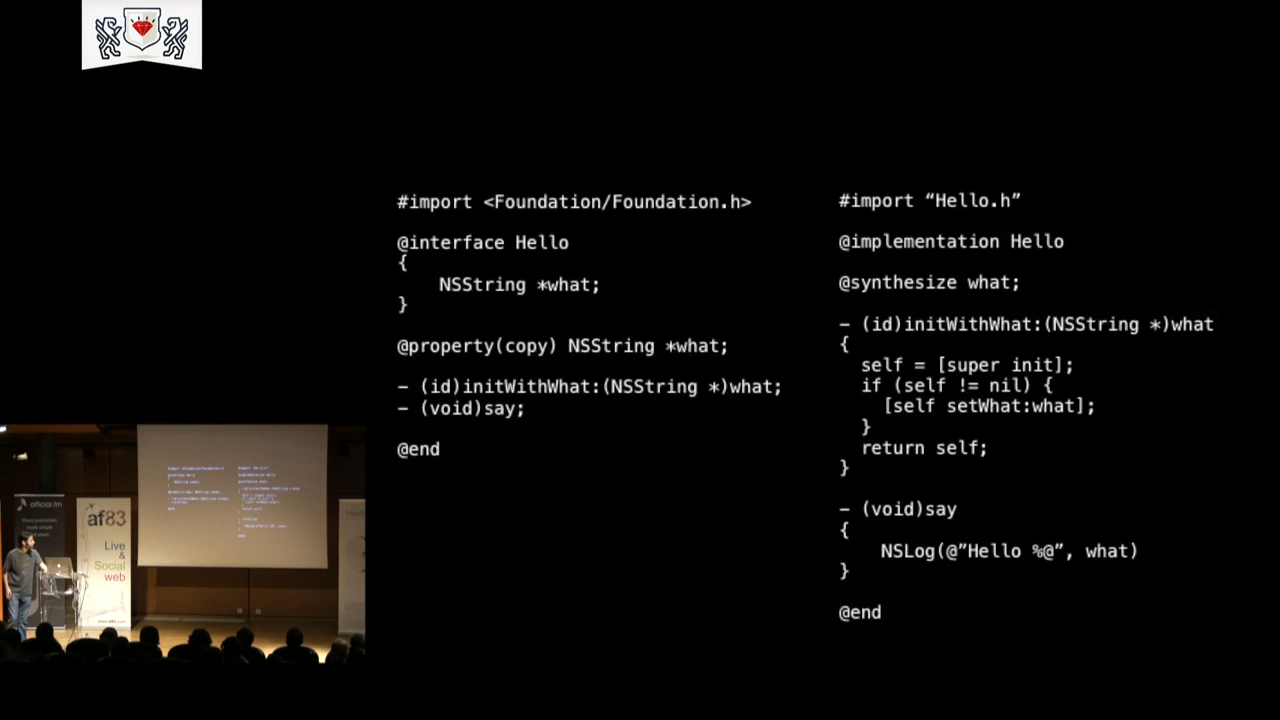 #import <Foundation/Foundation.h>
@interface Hello
{
NSString *what;
}
@property(copy) NSString *what;
- (id)initWithWhat:(NSString *)what;
- (void)say;
@end
#import “Hello.h”
@implementation Hello
@synthesize what;
- (id)initWithWhat:(NSString *)what
{
self = [super init];
if (self != nil) {
[self setWhat:what];
}
return self;
}
- (void)say
{
NSLog(@”Hello %@”, what)
}
@end
official.fm
af83
Live
&
Social
web